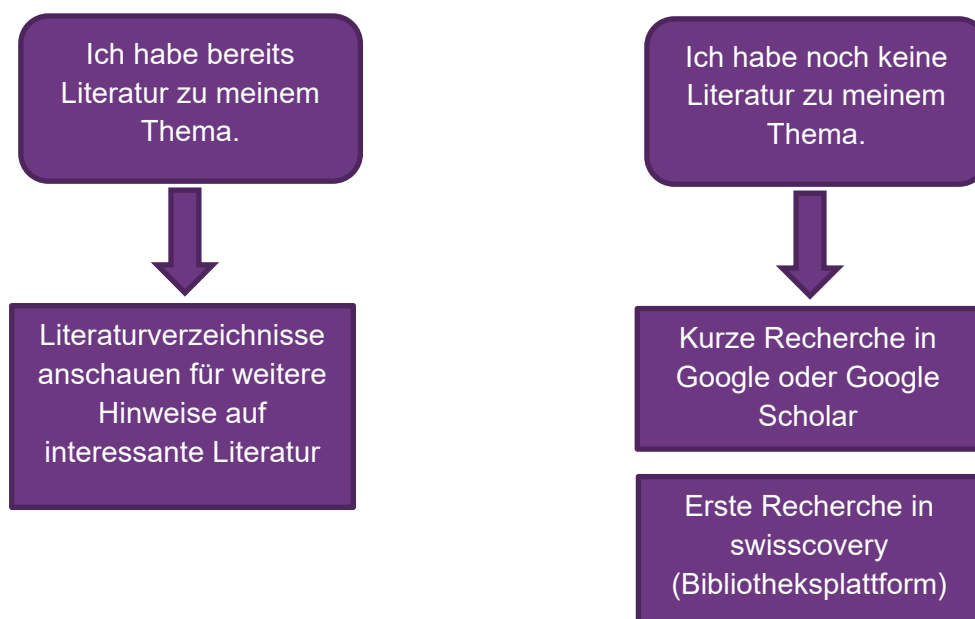 Ich habe bereits
Literatur zu meinem
Thema.
Literaturverzeichnisse
anschauen für weitere
Hinweise auf
interessante Literatur
Ich habe noch keine
Literatur zu meinem
Thema.
Kurze Recherche in
Google oder Google
Scholar
Erste Recherche in
swisscovery
(Bibliotheksplattform)